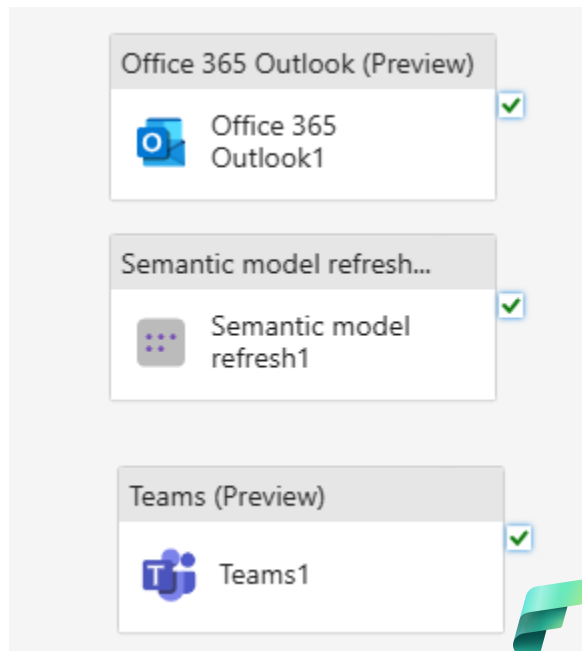 Office 365 Outlook (Preview)
Office 365
Outlook1
Semantic model refresh...
Semantic model
refresh1
Teams (Preview)
Teams1